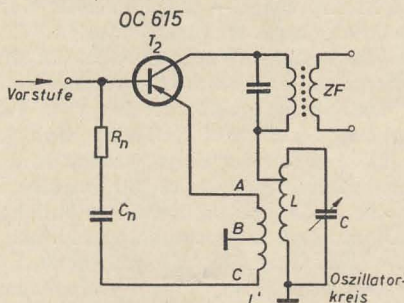 OC 615
T2
Vorstufe
ZF
Rn
Cn
A
B
C
L
C
L'
Oszillator-
kreis